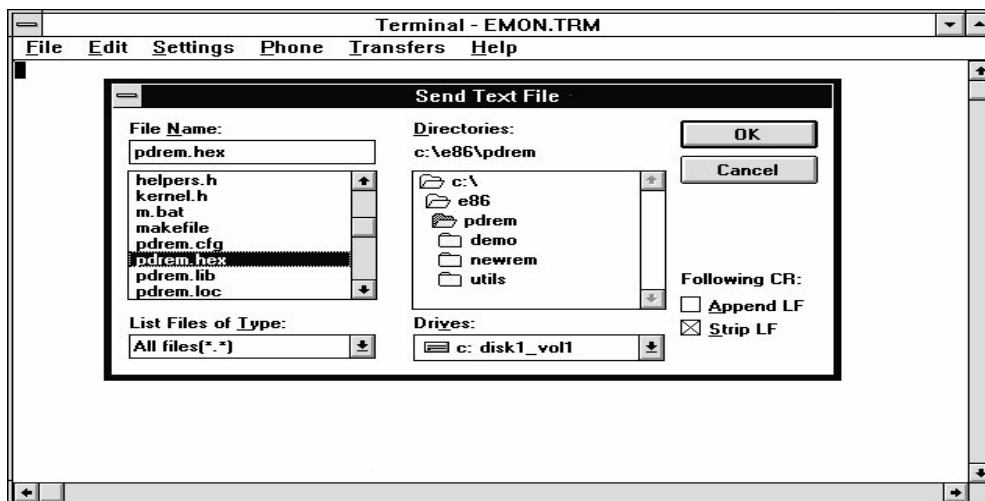 Terminal - EMON.TRM
File Edit Settings Phone Transfers Help
Send Text File
File Name:
pdrem.hex
helpers.h
kernel.h
m.bat
makefile
pdrem.cfg
pdrem.hex
pdrem.lib
pdrem.loc
List Files of Type:
All files(*.*)
Directories:
c:\e86\pdrem
c:\
e86
pdrem
demo
newrem
utils
Drives:
c: disk1_vol1
OK
Cancel
Following CR:
Append LF
Strip LF